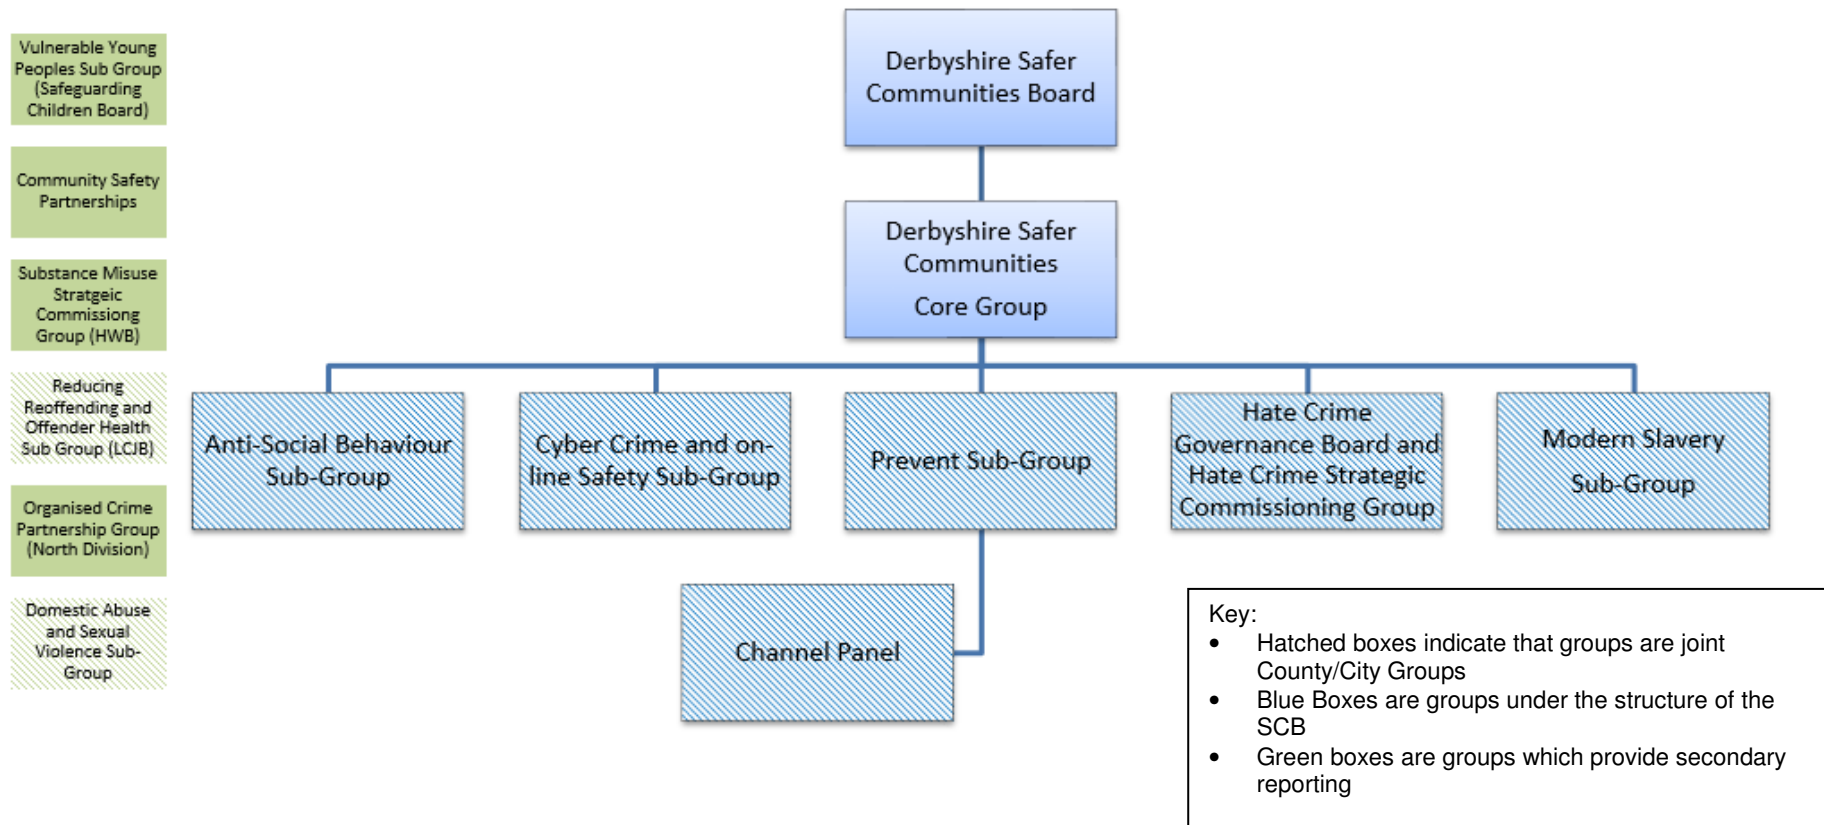 Vulnerable Young
Peoples Sub Group
(Safeguarding
Children Board)
Community Safety
Partnerships
Substance Misuse
Stratgeic
Commissiong
Group (HWB)
Reducing
Reoffending and
Offender Health
Sub Group (LCJB)
Organised Crime
Partnership Group
(North Division)
Domestic Abuse
and Sexual
Violence Sub-
Group
Derbyshire Safer
Communities Board
Derbyshire Safer
Communities
Core Group
Anti-Social Behaviour
Sub-Group
Cyber Crime and on-
line Safety Sub-Group
Prevent Sub-Group
Hate Crime
Governance Board and
Hate Crime Strategic
Commissioning Group
Modern Slavery
Sub-Group
Channel Panel
Key:
• Hatched boxes indicate that groups are joint
County/City Groups
• Blue Boxes are groups under the structure of the
SCB
• Green boxes are groups which provide secondary
reporting